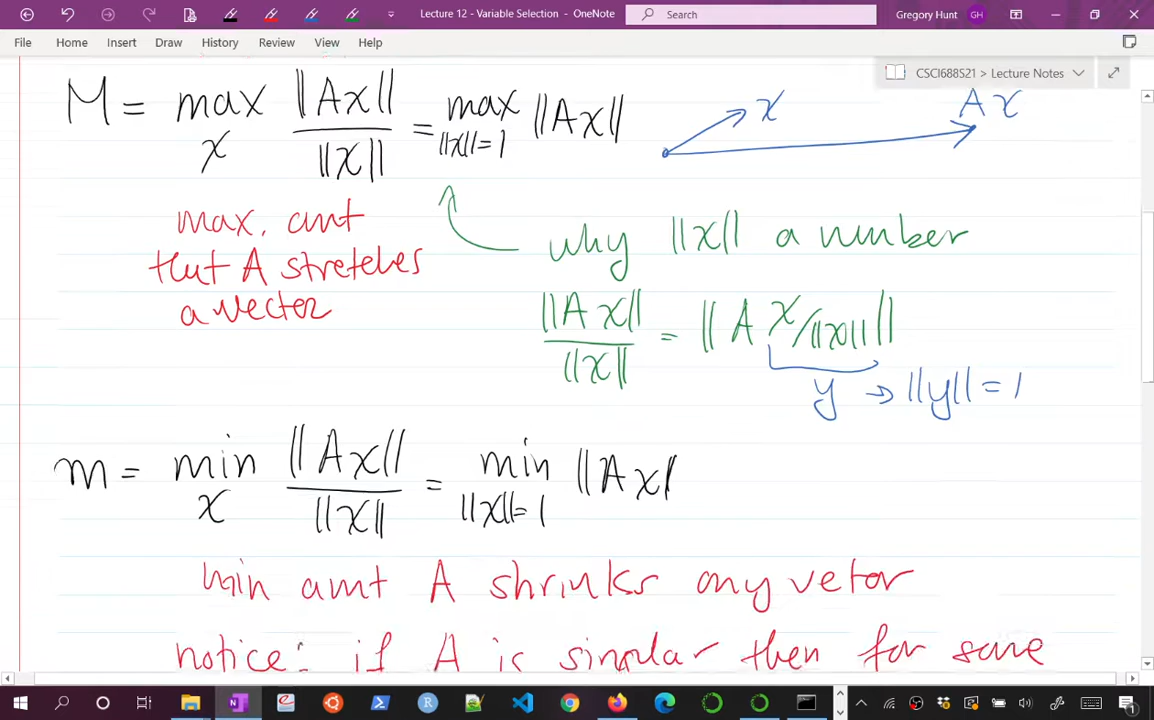 Lecture 12 - Variable Selection - OneNote
Search
Gregory Hunt GH
File Home Insert Draw History Review View Help
CSCI688S21 > Lecture Notes
M = max x ||Ax|| / ||x|| = max ||x||=1 ||Ax||
x
Ax
max. amt
that A stretches
a vector
why ||x|| a number
||Ax|| / ||x|| = || A x/||x|| ||
y → ||y|| = 1
m = min x ||Ax|| / ||x|| = min ||x||=1 ||Ax||
min amt A shrinks any vetor
notice: if A is singular then for some